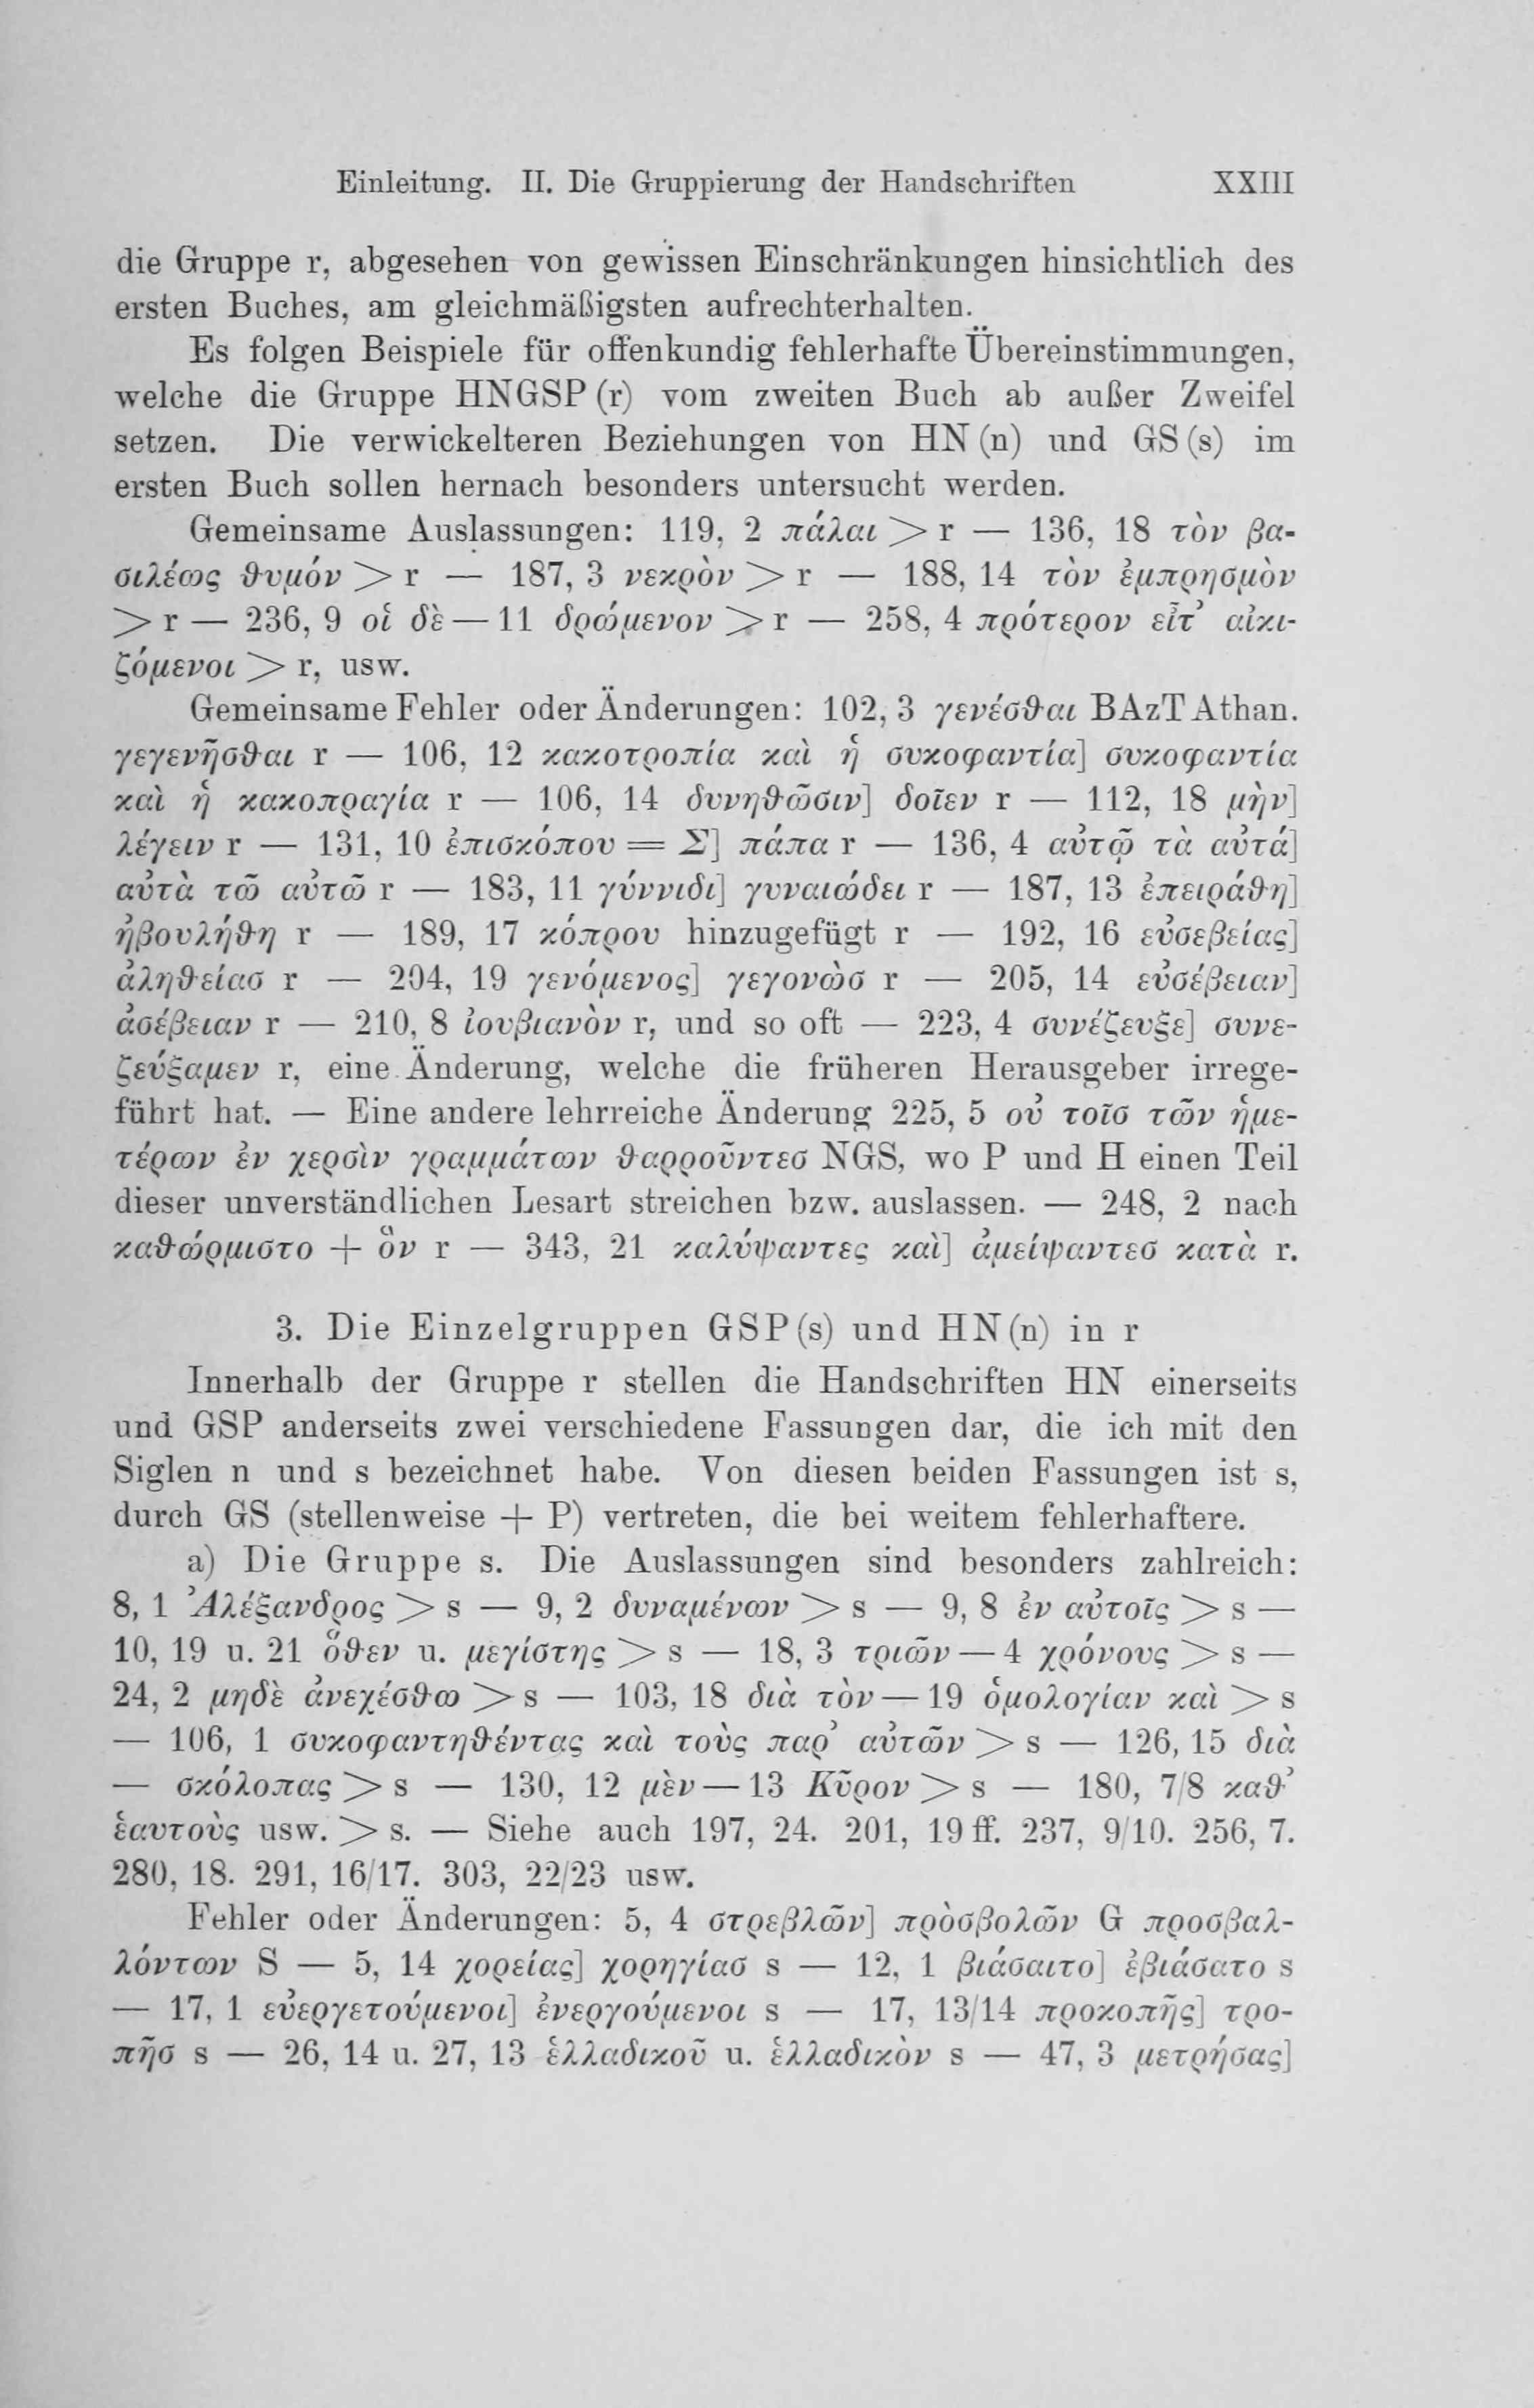 Einleitung. II. Die Gruppierung der Handschriften XXIII
die Gruppe r, abgesehen von gewissen Einschränkungen hinsichtlich des
ersten Buches, am gleichmäßigsten aufrechterhalten.
Es folgen Beispiele für offenkundig fehlerhafte Übereinstimmungen,
welche die Gruppe HNGSP (r) vom zweiten Buch ab außer Zweifel
setzen. Die verwickelteren Beziehungen von HN (n) und GS (s) im
ersten Buch sollen hernach besonders untersucht werden.
Gemeinsame Auslassungen: 119, 2 πάλαι > r — 136, 18 τὸν βα-
σιλέως θυμόν > r — 187, 3 νεκρὸν > r — 188, 14 τὸν ἐμπρησμὸν
> r — 236, 9 οἱ δὲ — 11 δρώμενον > r — 258, 4 πρότερον εἶτ’ αἰκι-
ζόμενοι > r, usw.
Gemeinsame Fehler oder Änderungen: 102, 3 γενέσθαι BAzT Athan.
γεγενῆσθαι r — 106, 12 κακοτροπία καὶ ἡ συκοφαντία] συκοφαντία
καὶ ἡ κακοπραγία r — 106, 14 δυνηθῶσιν] δοῖεν r — 112, 18 μὴν]
λέγειν r — 131, 10 ἐπισκόπου = Σ] πάπα r — 136, 4 αὐτῷ τὰ αὐτά]
αὐτὰ τῶ αὐτῶ r — 183, 11 γύννιδι] γυναιώδει r — 187, 13 ἐπειράθη]
ἠβουλήθη r — 189, 17 κόπρου hinzugefügt r — 192, 16 εὐσεβείας]
ἀληθείασ r — 204, 19 γενόμενος] γεγονὼσ r — 205, 14 εὐσέβειαν]
ἀσέβειαν r — 210, 8 ἰουβιανὸν r, und so oft — 223, 4 συνέζευξε] συνε-
ζεύξαμεν r, eine Änderung, welche die früheren Herausgeber irrege-
führt hat. — Eine andere lehrreiche Änderung 225, 5 οὐ τοῖσ τῶν ἡμε-
τέρων ἐν χερσὶν γραμμάτων θαρροῦντεσ NGS, wo P und H einen Teil
dieser unverständlichen Lesart streichen bzw. auslassen. — 248, 2 nach
καθώρμιστο + ὃν r — 343, 21 καλύψαντες καὶ] ἀμείψαντεσ κατὰ r.
3. Die Einzelgruppen GSP (s) und HN (n) in r
Innerhalb der Gruppe r stellen die Handschriften HN einerseits
und GSP anderseits zwei verschiedene Fassungen dar, die ich mit den
Siglen n und s bezeichnet habe. Von diesen beiden Fassungen ist s,
durch GS (stellenweise + P) vertreten, die bei weitem fehlerhaftere.
a) Die Gruppe s. Die Auslassungen sind besonders zahlreich:
8, 1 Ἀλέξανδρος > s — 9, 2 δυναμένων > s — 9, 8 ἐν αὐτοῖς > s —
10, 19 u. 21 ὅθεν u. μεγίστης > s — 18, 3 τριῶν — 4 χρόνους > s —
24, 2 μηδὲ ἀνεχέσθω > s — 103, 18 διὰ τὸν — 19 ὁμολογίαν καὶ > s
— 106, 1 συκοφαντηθέντας καὶ τοὺς παρ’ αὐτῶν > s — 126, 15 διὰ
— σκόλοπας > s — 130, 12 μὲν — 13 Κῦρον > s — 180, 7/8 καθ’
ἑαυτοὺς usw. > s. — Siehe auch 197, 24. 201, 19 ff. 237, 9/10. 256, 7.
280, 18. 291, 16/17. 303, 22/23 usw.
Fehler oder Änderungen: 5, 4 στρεβλῶν] πρὸσβολῶν G προσβαλ-
λόντων S — 5, 14 χορείας] χορηγίασ s — 12, 1 βιάσαιτο] ἐβιάσατο s
— 17, 1 εὐεργετούμενοι] ἐνεργούμενοι s — 17, 13/14 προκοπῆς] τρο-
πῆσ s — 26, 14 u. 27, 13 ἑλλαδικοῦ u. ἑλλαδικὸν s — 47, 3 μετρήσας]